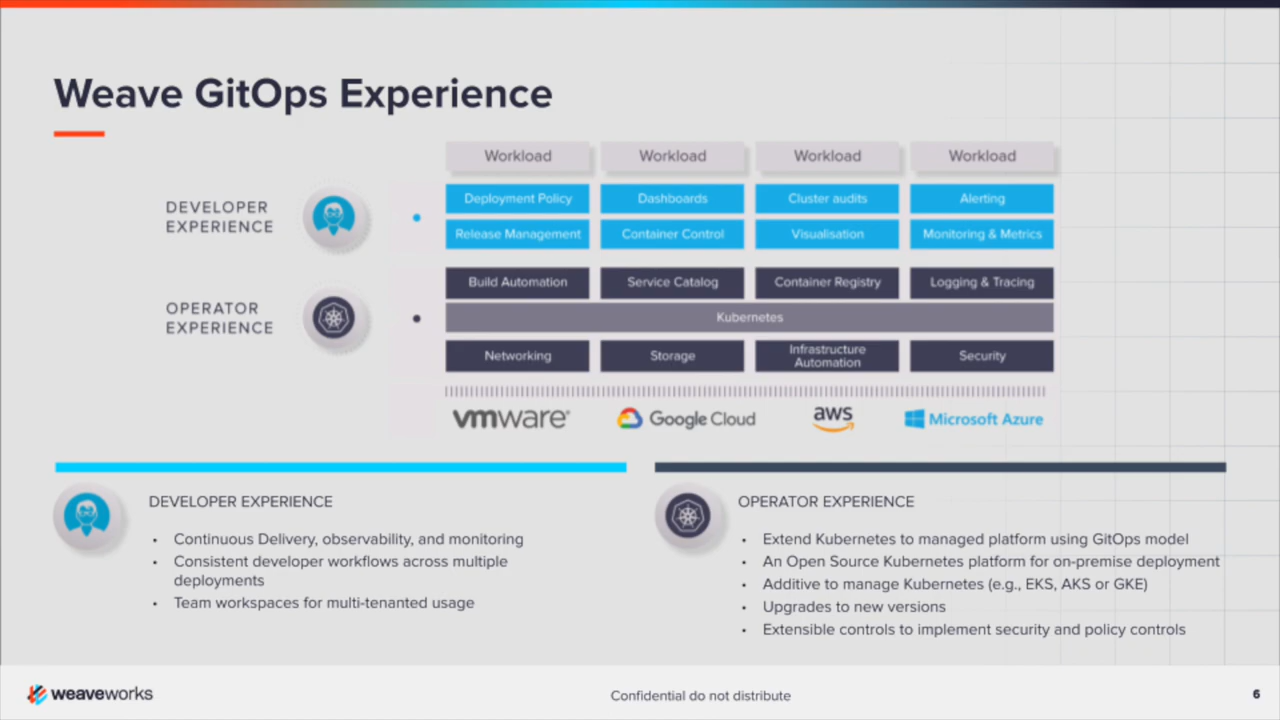 Weave GitOps Experience
Workload
Workload
Workload
Workload
DEVELOPER
EXPERIENCE
Deployment Policy
Dashboards
Cluster audits
Alerting
Release Management
Container Control
Visualisation
Monitoring & Metrics
OPERATOR
EXPERIENCE
Build Automation
Service Catalog
Container Registry
Logging & Tracing
Kubernetes
Networking
Storage
Infrastructure
Automation
Security
vmware®
Google Cloud
aws
Microsoft Azure
DEVELOPER EXPERIENCE
• Continuous Delivery, observability, and monitoring
• Consistent developer workflows across multiple
deployments
• Team workspaces for multi-tenanted usage
OPERATOR EXPERIENCE
• Extend Kubernetes to managed platform using GitOps model
• An Open Source Kubernetes platform for on-premise deployment
• Additive to manage Kubernetes (e.g., EKS, AKS or GKE)
• Upgrades to new versions
• Extensible controls to implement security and policy controls
weaveworks
Confidential do not distribute
6